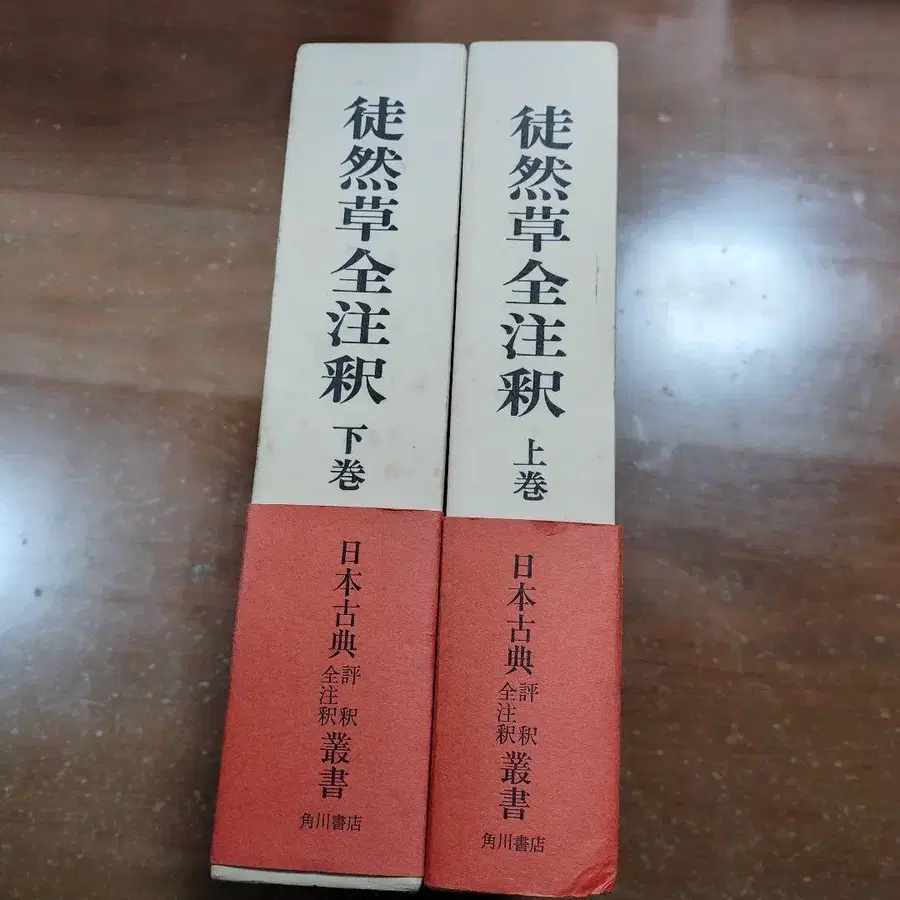 徒然草全注釈
上巻
日本古典
評釈
全注釈
叢書
角川書店
徒然草全注釈
下巻
日本古典
評釈
全注釈
叢書
角川書店